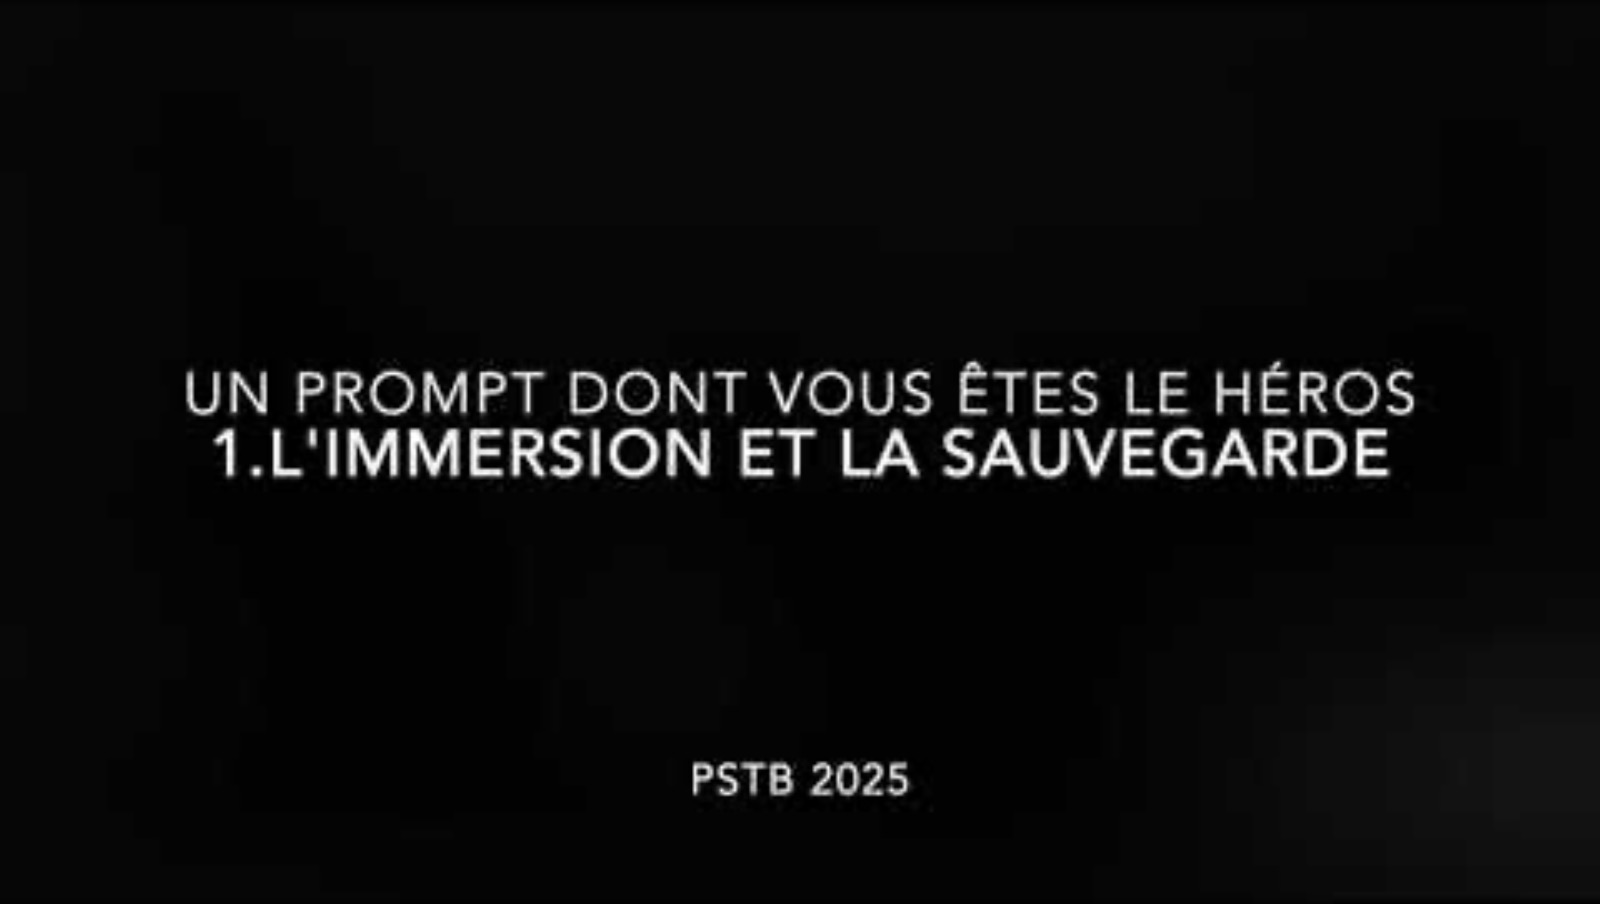 UN PROMPT DONT VOUS ÊTES LE HÉROS
1.L'IMMERSION ET LA SAUVEGARDE
PSTB 2025